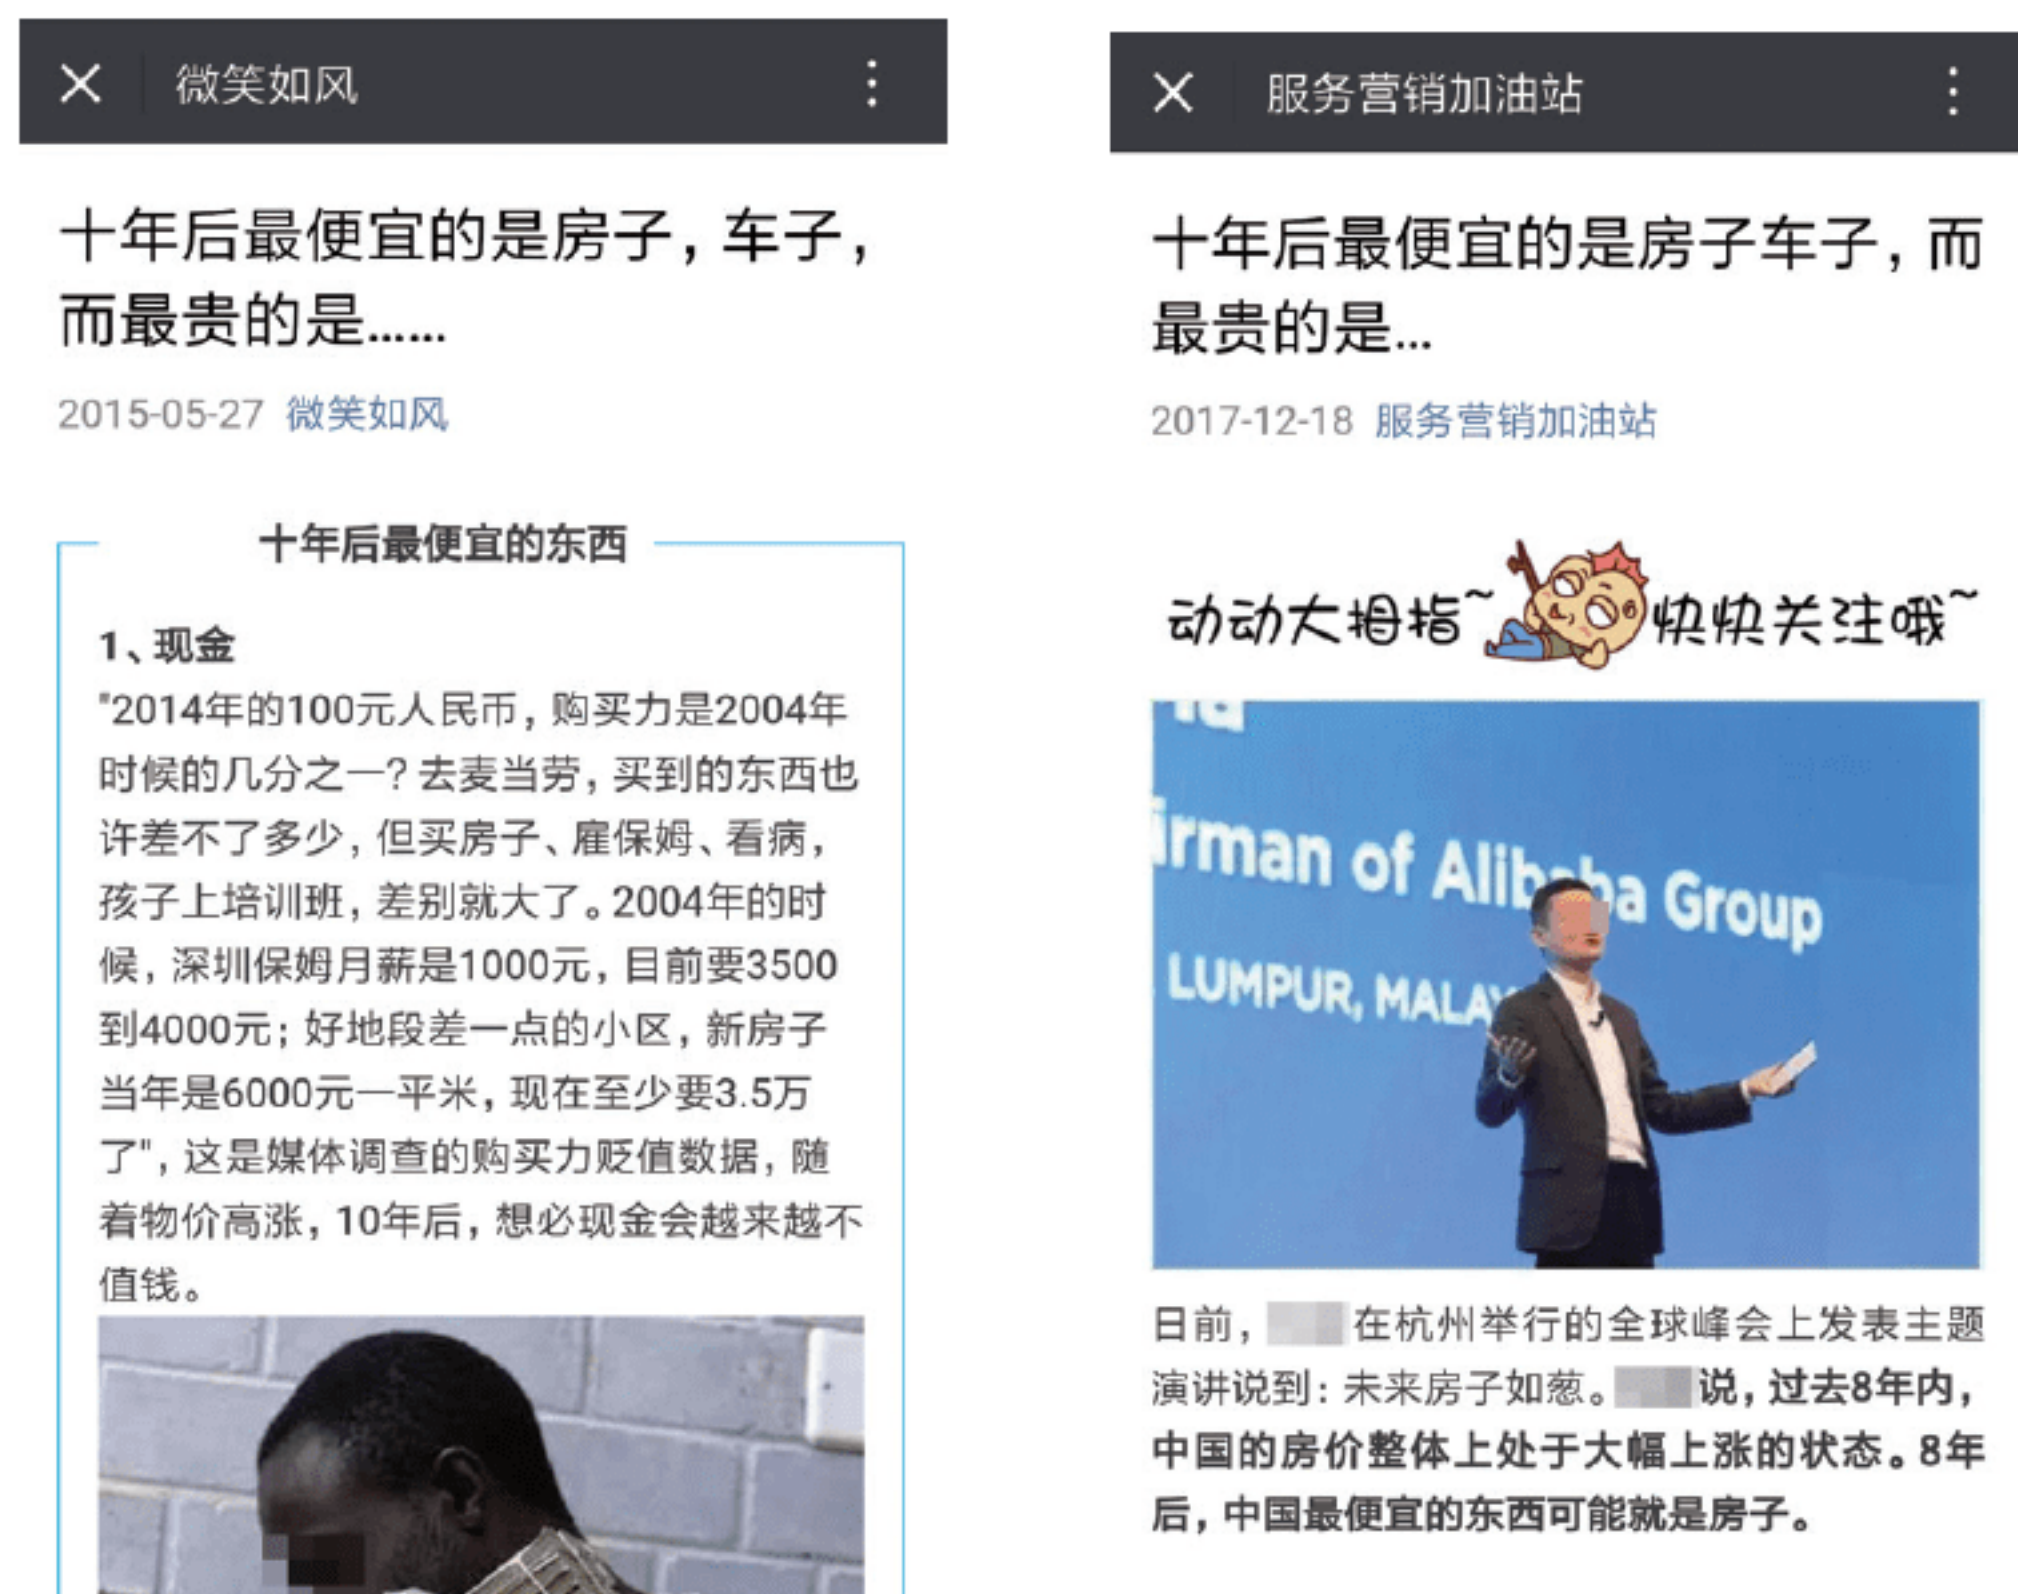 微笑如风
十年后最便宜的是房子，车子，
而最贵的是……
2015-05-27 微笑如风
十年后最便宜的东西
1、现金
"2014年的100元人民币，购买力是2004年
时候的几分之一？去麦当劳，买到的东西也
许差不了多少，但买房子、雇保姆、看病，
孩子上培训班，差别就大了。2004年的时
候，深圳保姆月薪是1000元，目前要3500
到4000元；好地段差一点的小区，新房子
当年是6000元一平米，现在至少要3.5万
了"，这是媒体调查的购买力贬值数据，随
着物价高涨，10年后，想必现金会越来越不
值钱。
服务营销加油站
十年后最便宜的是房子车子，而
最贵的是...
2017-12-18 服务营销加油站
动动大拇指~ 快快关注哦~
irman of Alibaba Group
LUMPUR, MALAY
日前，在杭州举行的全球峰会上发表主题
演讲说到：未来房子如葱。说，过去8年内，
中国的房价整体上处于大幅上涨的状态。8年
后，中国最便宜的东西可能就是房子。